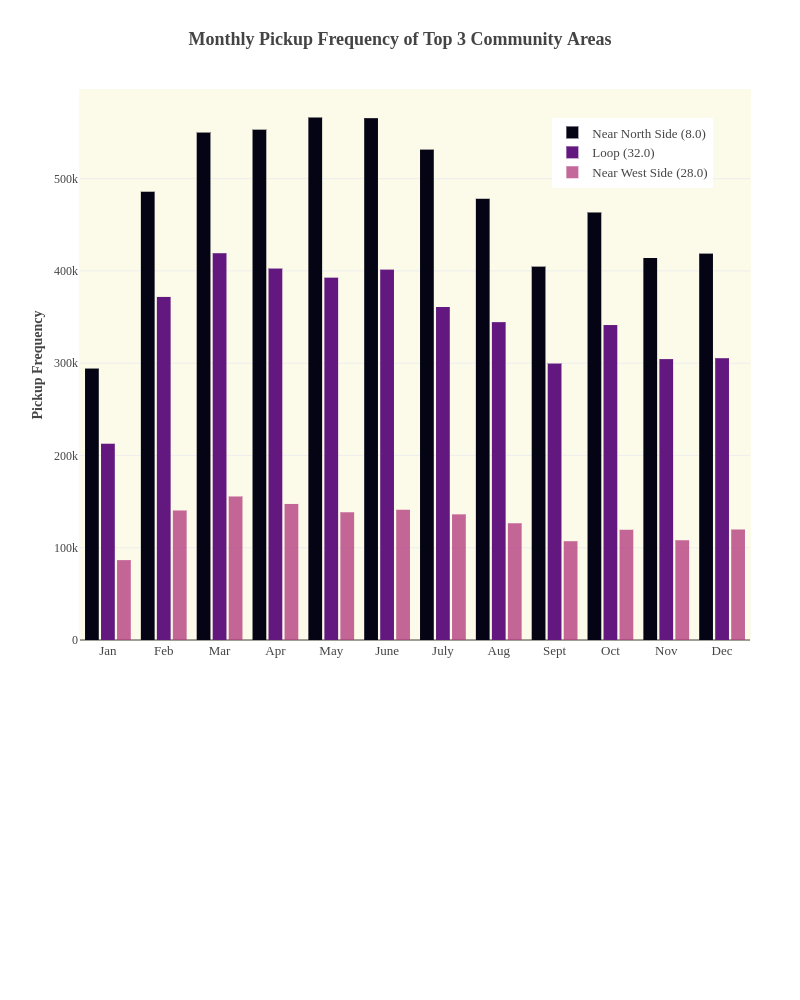 Monthly Pickup Frequency of Top 3 Community Areas
Near North Side (8.0)
Loop (32.0)
Near West Side (28.0)
Pickup Frequency
500k
400k
300k
200k
100k
0
Jan Feb Mar Apr May June July Aug Sept Oct Nov Dec